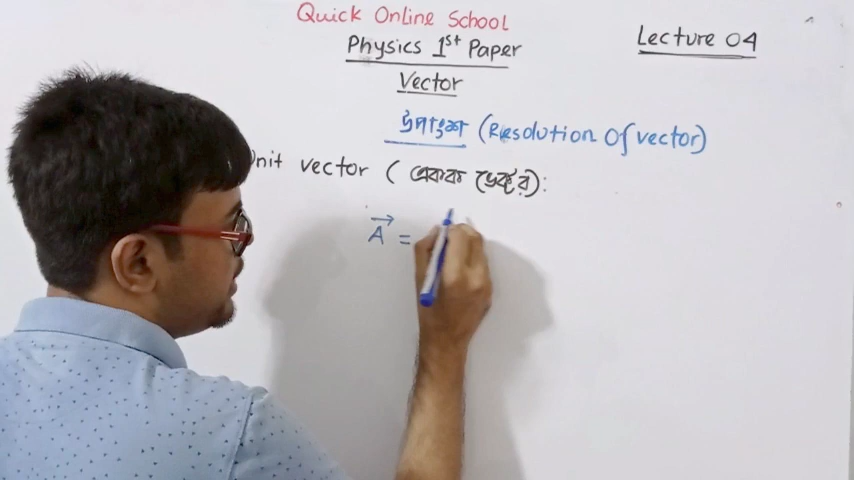 Quick Online School
Lecture 04
Physics 1st Paper
Vector
উপাংশ (Resolution Of vector)
nit vector (একক ভেক্টর):
A⃗ =